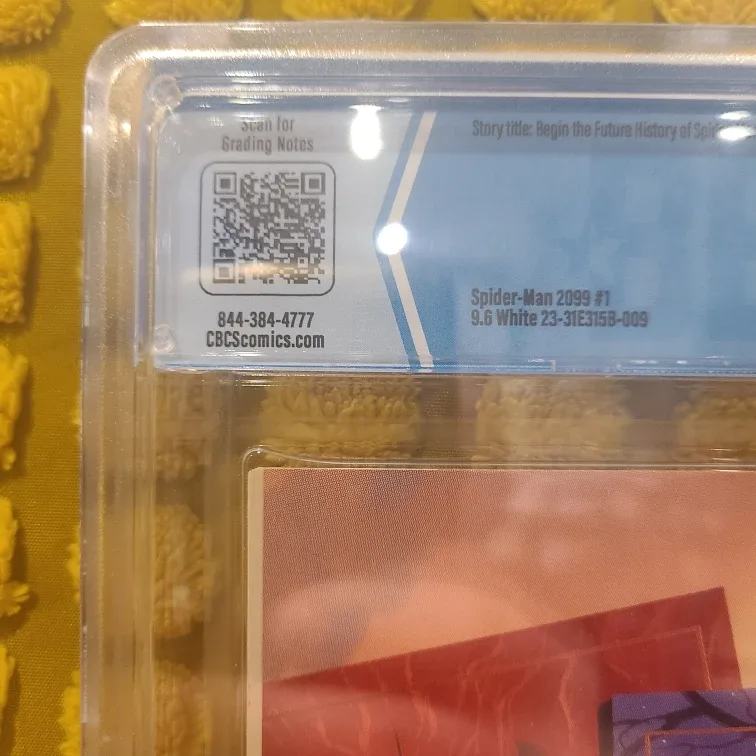 Scan for
Grading Notes
844-384-4777
CBCScomics.com
Story title: Begin the Future History of
Spider-Man 2099 #1
9.6 White 23-31E315B-009